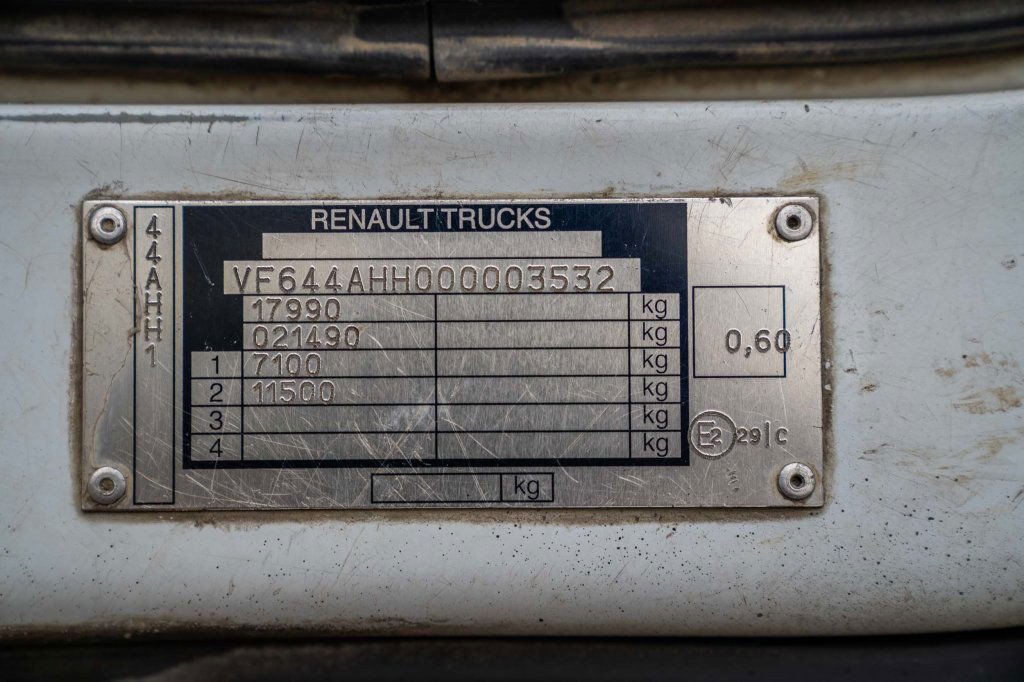 RENAULT TRUCKS
44AHH1
VF644AHH000003532
17990 kg
021490 kg
1 7100 kg
2 11500 kg
3 kg
4 kg
kg
0,60
E2 29|C